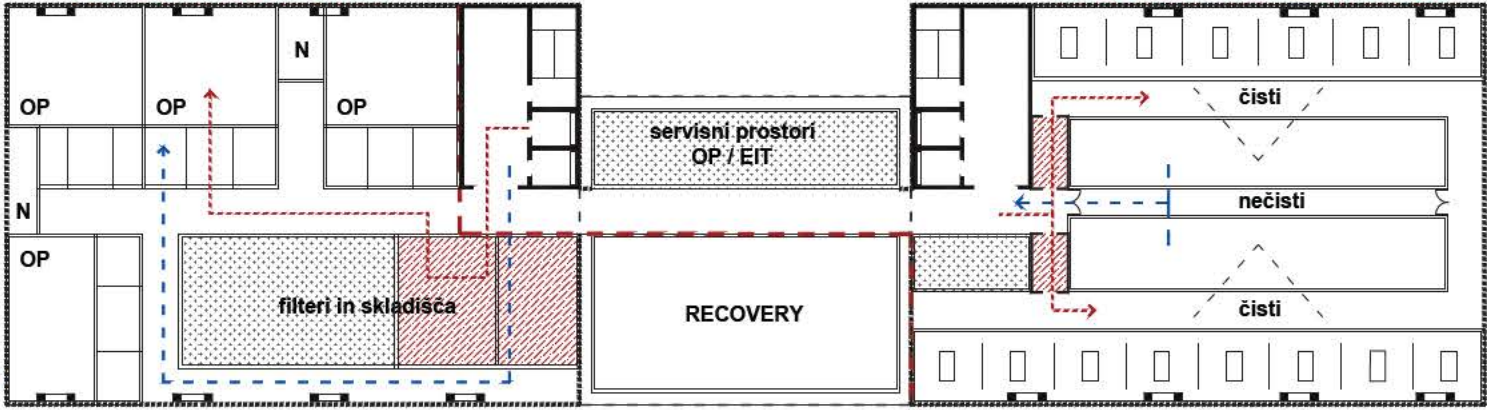 N
OP
OP
OP
servisni prostori
OP / EIT
čisti
N
nečisti
OP
filteri in skladišča
RECOVERY
čisti